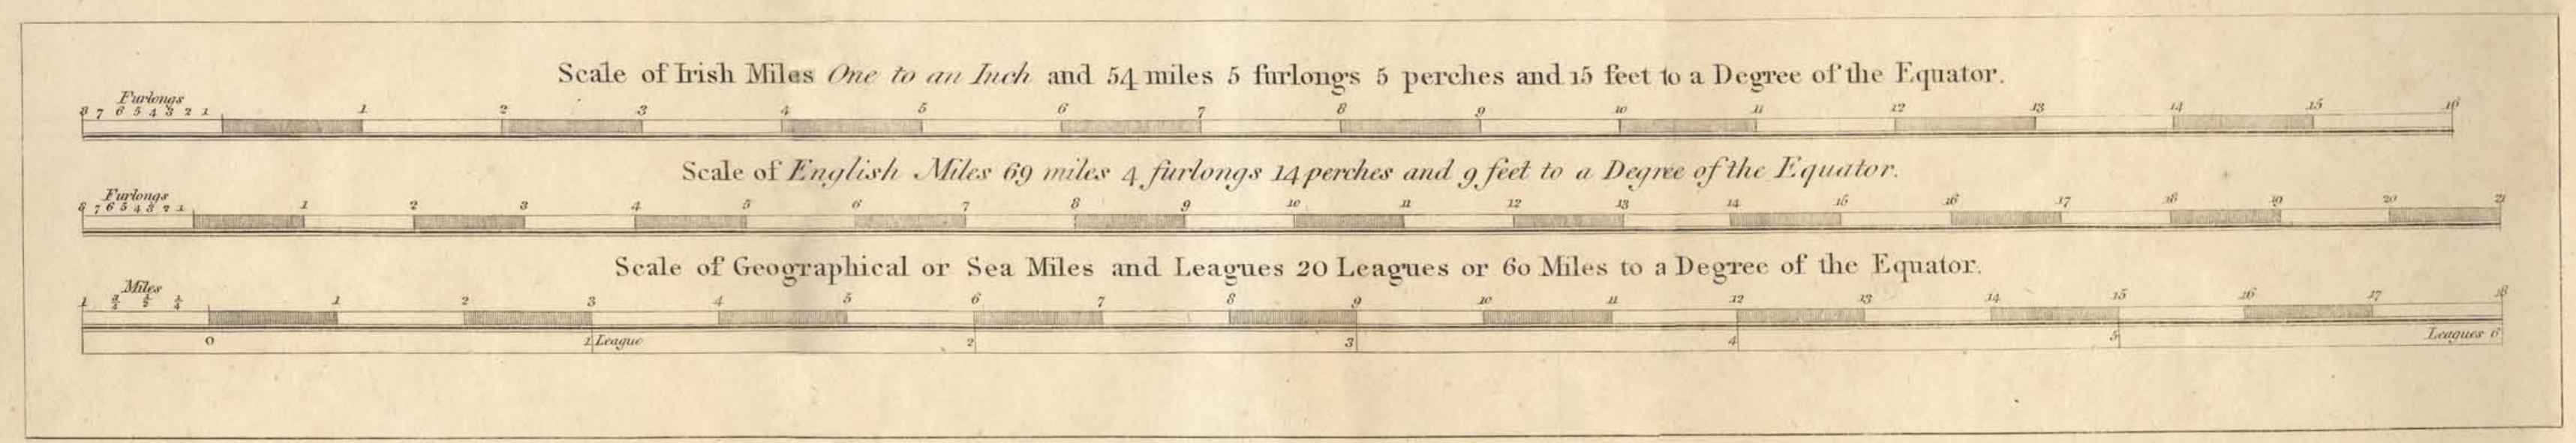 Scale of Irish Miles One to an Inch and 54 miles 5 furlongs 5 perches and 15 feet to a Degree of the Equator.
Furlongs
8 7 6 5 4 3 2 1 1 2 3 4 5 6 7 8 9 10 11 12 13 14 15 16
Scale of English Miles 69 miles 4 furlongs 14 perches and 9 feet to a Degree of the Equator.
Furlongs
8 7 6 5 4 3 2 1 1 2 3 4 5 6 7 8 9 10 11 12 13 14 15 16 17 18 19 20 21
Scale of Geographical or Sea Miles and Leagues 20 Leagues or 60 Miles to a Degree of the Equator.
Miles
1 3/4 1/2 1/4 1 2 3 4 5 6 7 8 9 10 11 12 13 14 15 16 17 18
0 1 League 2 3 4 5 Leagues 6